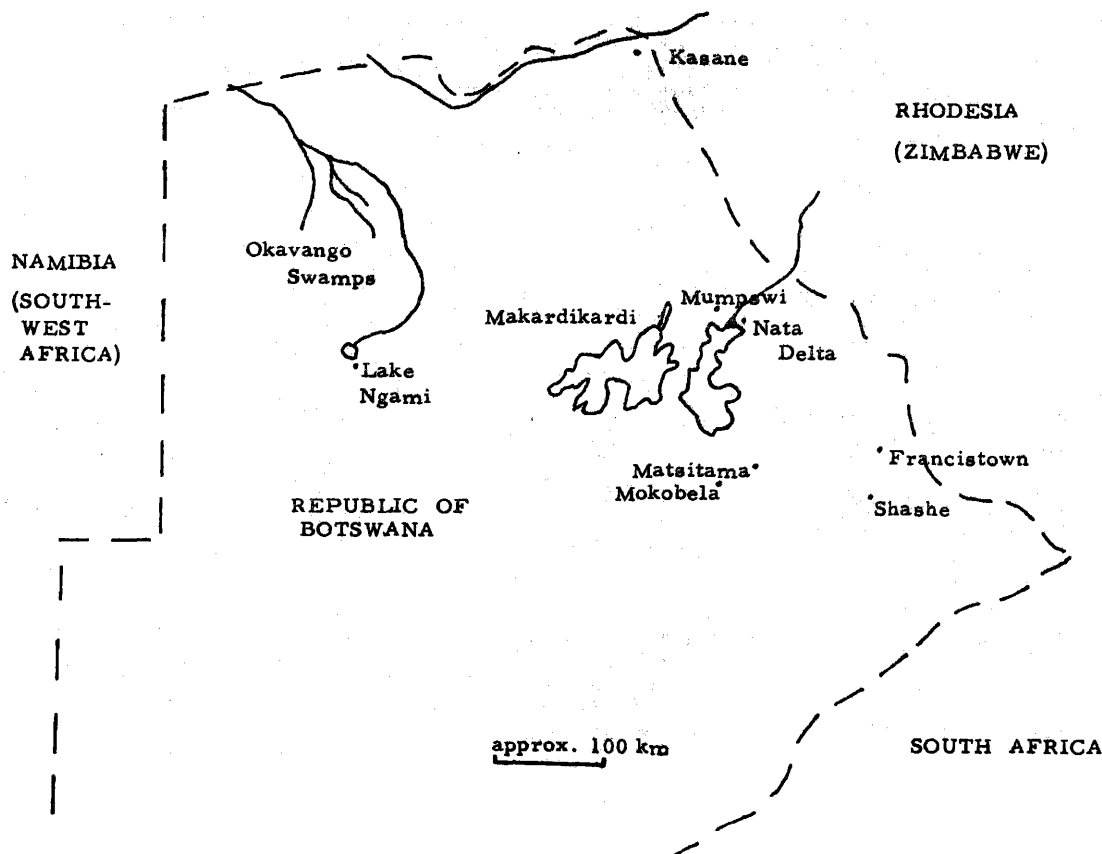 Kasane
RHODESIA
(ZIMBABWE)
Okavango
Swamps
NAMIBIA
(SOUTH-
WEST
AFRICA)
Makardikardi
Mumpswi
Nata
Delta
Lake
Ngami
Francistown
Matsitama
Mokobela
Shashe
REPUBLIC OF
BOTSWANA
approx. 100 km
SOUTH AFRICA